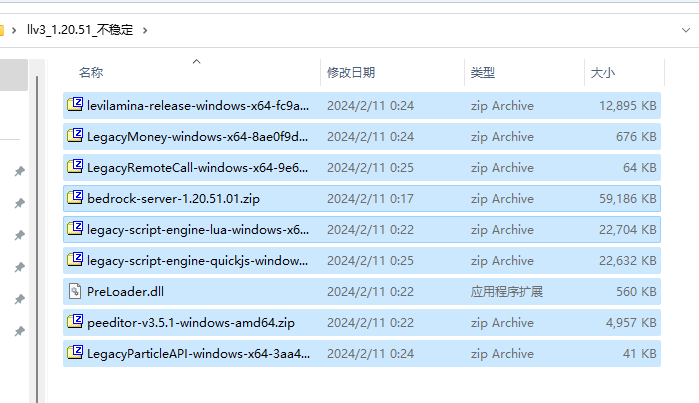 llv3_1.20.51_不稳定
名称 修改日期 类型 大小
levilamina-release-windows-x64-fc9a... 2024/2/11 0:24 zip Archive 12,895 KB
LegacyMoney-windows-x64-8ae0f9d... 2024/2/11 0:24 zip Archive 676 KB
LegacyRemoteCall-windows-x64-9e6... 2024/2/11 0:25 zip Archive 64 KB
bedrock-server-1.20.51.01.zip 2024/2/11 0:17 zip Archive 59,186 KB
legacy-script-engine-lua-windows-x6... 2024/2/11 0:22 zip Archive 22,704 KB
legacy-script-engine-quickjs-window... 2024/2/11 0:25 zip Archive 22,632 KB
PreLoader.dll 2024/2/11 0:22 应用程序扩展 560 KB
peeditor-v3.5.1-windows-amd64.zip 2024/2/11 0:22 zip Archive 4,957 KB
LegacyParticleAPI-windows-x64-3aa4... 2024/2/11 0:24 zip Archive 41 KB